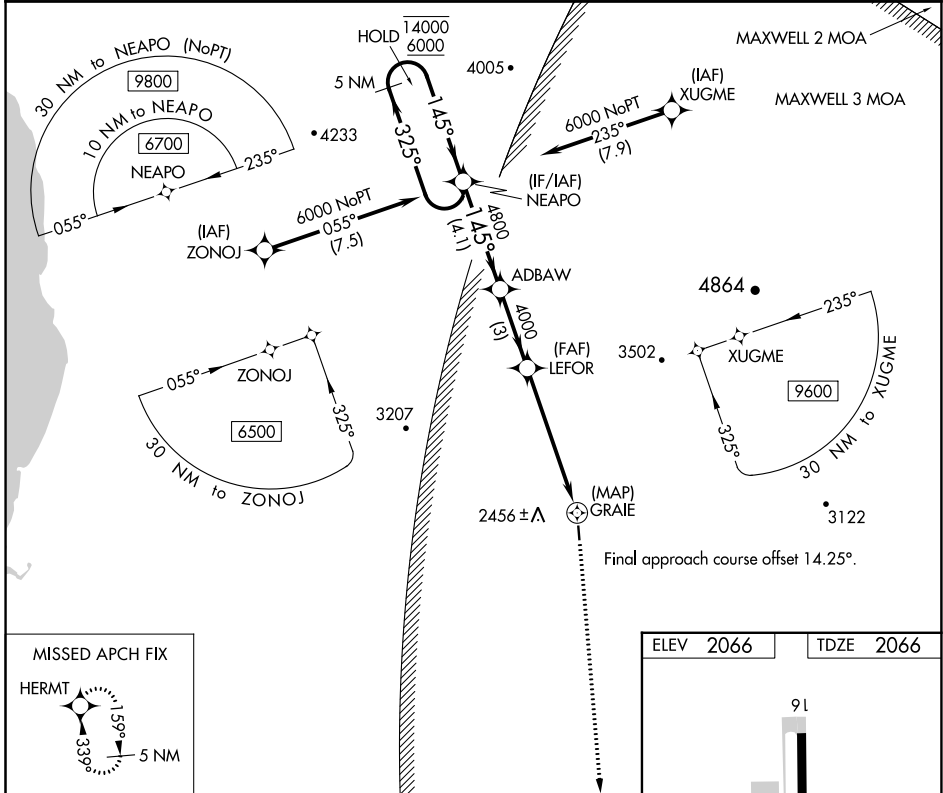 30 NM to NEAPO (NoPT)
9800
10 NM to NEAPO
6700
NEAPO
055°
235°
4233
HOLD
14000
6000
5 NM
4005
145°
325°
MAXWELL 2 MOA
MAXWELL 3 MOA
(IAF)
XUGME
6000 NoPT
235°
(7.9)
(IF/IAF)
NEAPO
(IAF)
ZONOJ
6000 NoPT
055°
(7.5)
4800
145°
(4.1)
ADBAW
4000
(3)
(FAF)
LEFOR
055°
ZONOJ
325°
6500
30 NM to ZONOJ
3207
4864
3502
235°
XUGME
325°
9600
30 NM to XUGME
3122
2456 ±
(MAP)
GRAIE
Final approach course offset 14.25°.
MISSED APCH FIX
HERMT
159°
339°
5 NM
ELEV 2066
TDZE 2066
16